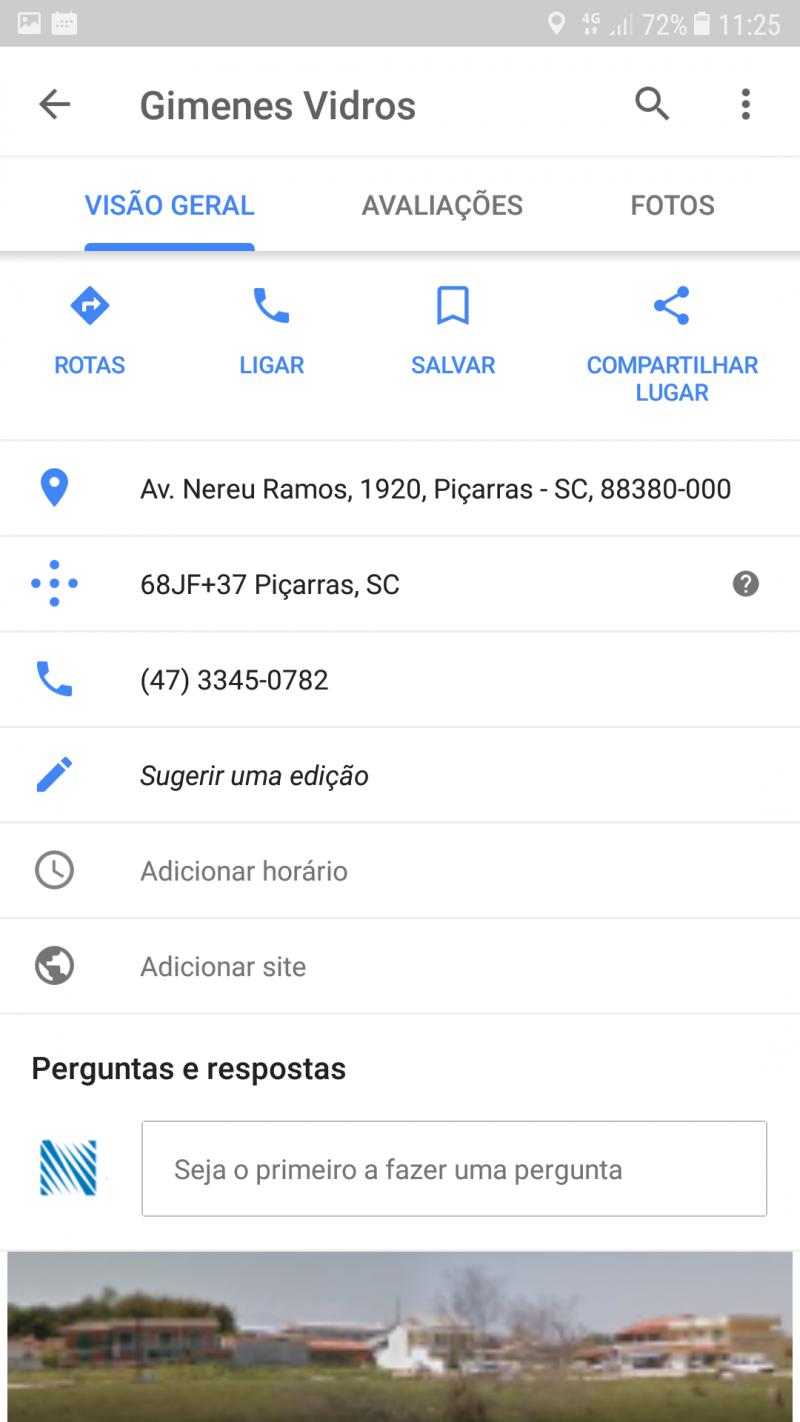 4G 72% 11:25
Gimenes Vidros
VISÃO GERAL AVALIAÇÕES FOTOS
ROTAS LIGAR SALVAR COMPARTILHAR
LUGAR
Av. Nereu Ramos, 1920, Piçarras - SC, 88380-000
68JF+37 Piçarras, SC
(47) 3345-0782
Sugerir uma edição
Adicionar horário
Adicionar site
Perguntas e respostas
Seja o primeiro a fazer uma pergunta